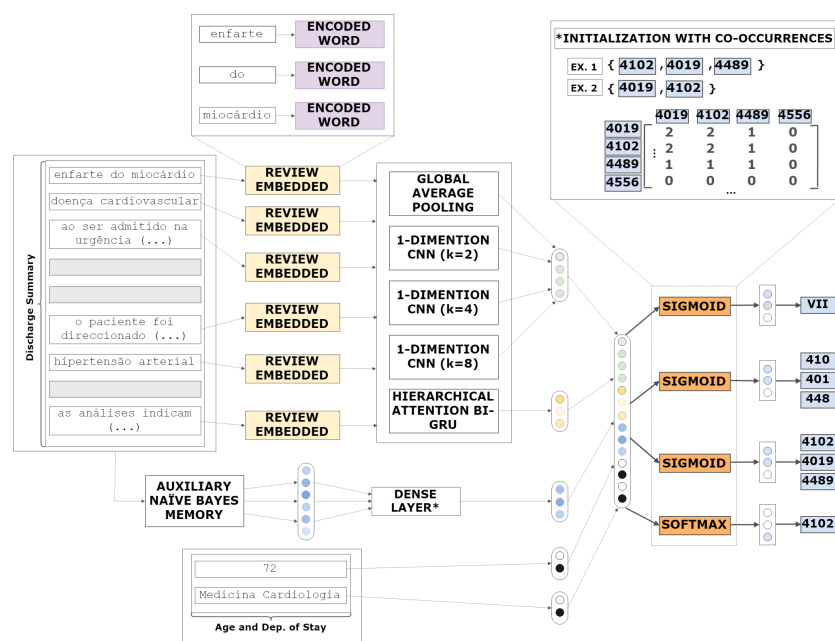 enfarte
ENCODED
WORD
do
ENCODED
WORD
miocárdio
ENCODED
WORD
*INITIALIZATION WITH CO-OCCURRENCES
EX. 1 { 4102 , 4019 , 4489 }
EX. 2 { 4019 , 4102 }
4019 4102 4489 4556
4019 2 2 1 0
4102 2 2 1 0
4489 1 1 1 0
4556 0 0 0 0
...
Discharge Summary
enfarte do miocárdio
doença cardiovascular
ao ser admitido na
urgência (...)
o paciente foi
direccionado (...)
hipertensão arterial
as análises indicam
(...)
REVIEW
EMBEDDED
REVIEW
EMBEDDED
REVIEW
EMBEDDED
REVIEW
EMBEDDED
REVIEW
EMBEDDED
REVIEW
EMBEDDED
GLOBAL
AVERAGE
POOLING
1-DIMENTION
CNN (k=2)
1-DIMENTION
CNN (k=4)
1-DIMENTION
CNN (k=8)
HIERARCHICAL
ATTENTION BI-
GRU
AUXILIARY
NAÏVE BAYES
MEMORY
DENSE
LAYER*
72
Medicina Cardiologia
Age and Dep. of Stay
SIGMOID
VII
SIGMOID
410
401
448
SIGMOID
4102
4019
4489
SOFTMAX
4102